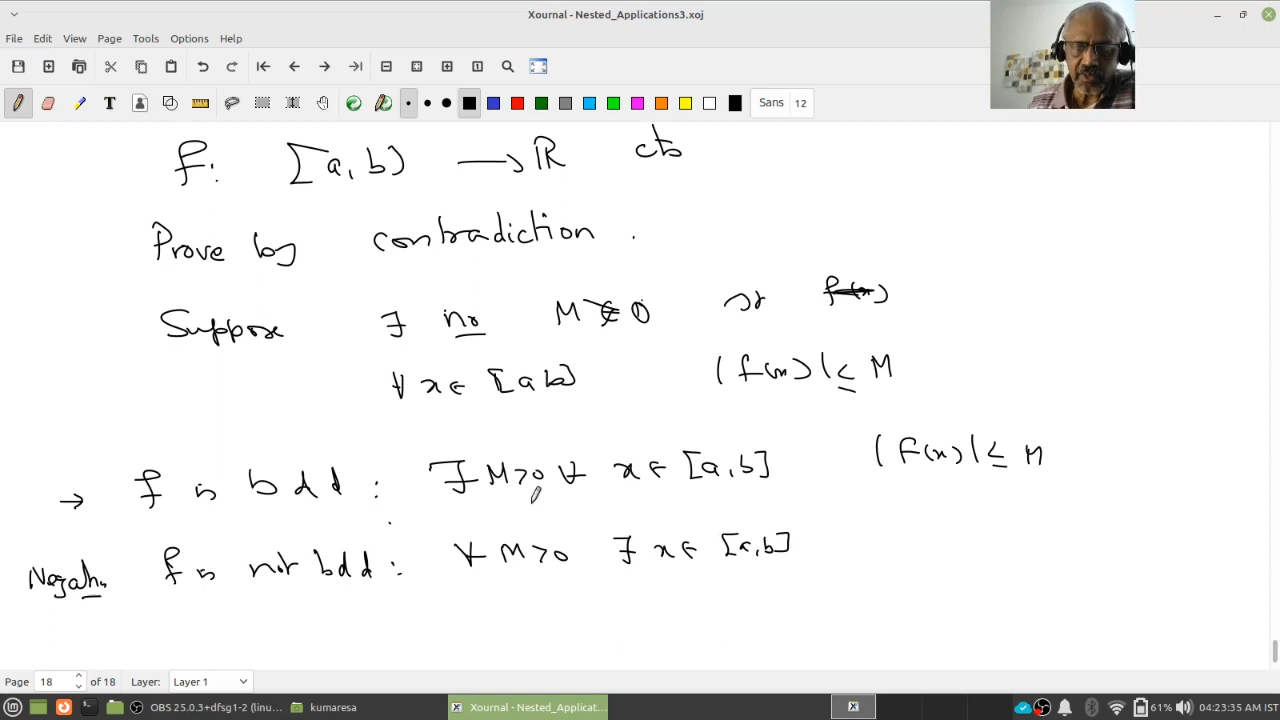 Xournal - Nested_Applications3.xoj
File Edit View Page Tools Options Help
Sans 12
f: [a, b) → ℝ cts
Prove by contradiction.
Suppose ∃ no M > 0 st f(x)
∀ x ∈ [a b] |f(x)| ≤ M
→ f is bdd: ∃ M>0 ∀ x ∈ [a, b] |f(x)| ≤ M
Negatn. f is not bdd: ∀ M>0 ∃ x ∈ [a, b]
Page 18 of 18 Layer: Layer 1
OBS 25.0.3+dfsg1-2 (linu... kumaresa Xournal - Nested_Applicat... 61% 04:23:35 AM IST